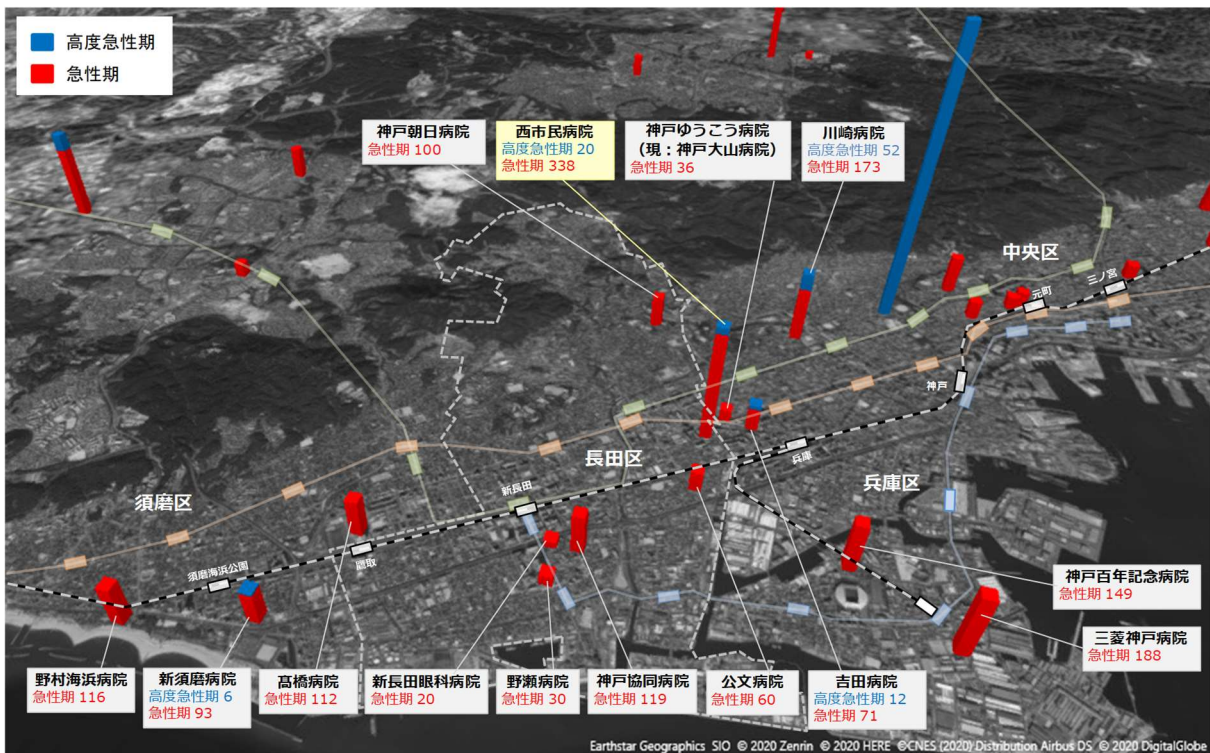 高度急性期
急性期
神戸朝日病院
急性期 100
西市民病院
高度急性期 20
急性期 338
神戸ゆうこう病院
(現：神戸大山病院)
急性期 36
川崎病院
高度急性期 52
急性期 173
中央区
三ノ宮
元町
神戸
兵庫
長田区
兵庫区
新長田
須磨区
鷹取
須磨海浜公園
神戸百年記念病院
急性期 149
三菱神戸病院
急性期 188
野村海浜病院
急性期 116
新須磨病院
高度急性期 6
急性期 93
髙橋病院
急性期 112
新長田眼科病院
急性期 20
野瀬病院
急性期 30
神戸協同病院
急性期 119
公文病院
急性期 60
吉田病院
高度急性期 12
急性期 71
Earthstar Geographics SIO © 2020 Zenrin © 2020 HERE ©CNES (2020) Distribution Airbus DS © 2020 DigitalGlobe